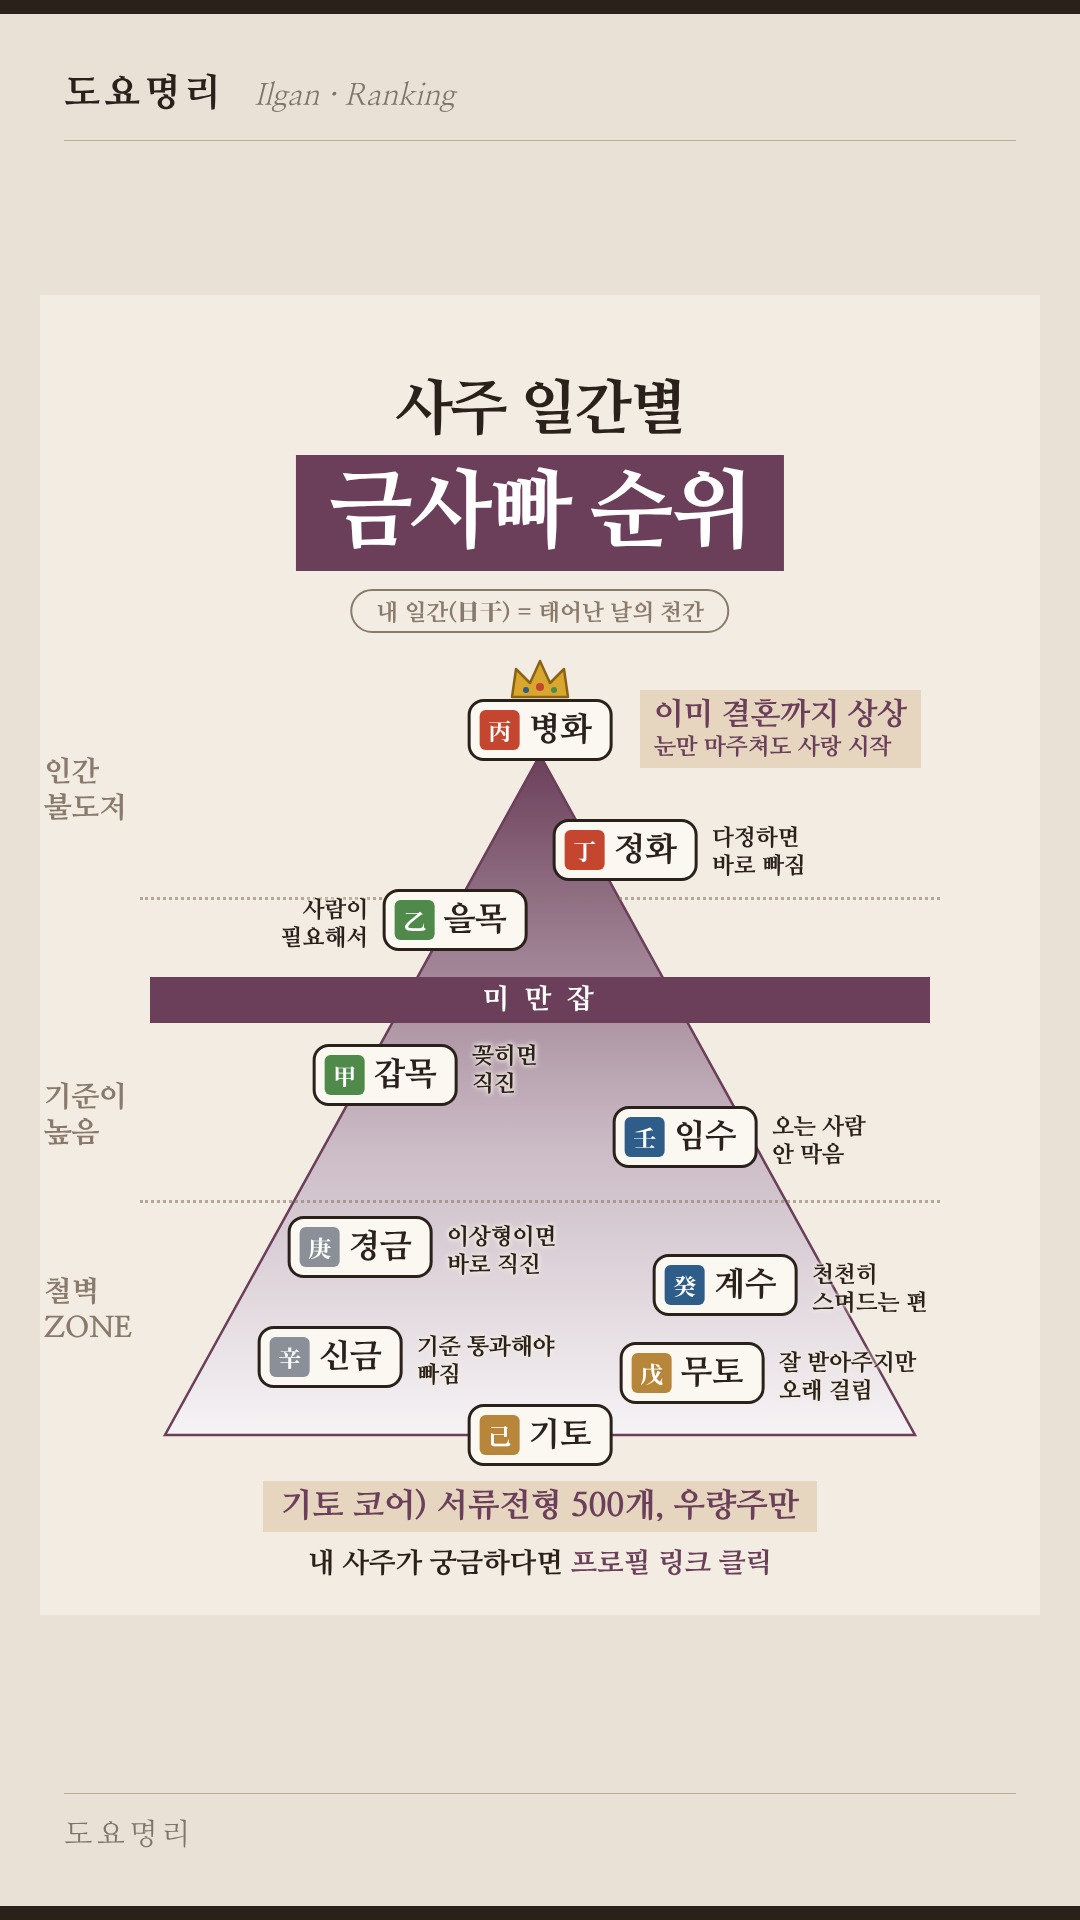 도요명리 Ilgan · Ranking
사주 일간별
금사빠 순위
내 일간(日干) = 태어난 날의 천간
丙 병화
이미 결혼까지 상상
눈만 마주쳐도 사랑 시작
인간
불도저
丁 정화
다정하면
바로 빠짐
사람이
필요해서
乙 을목
미만잡
甲 갑목
꽂히면
직진
기준이
높음
壬 임수
오는 사람
안 막음
庚 경금
이상형이면
바로 직진
癸 계수
천천히
스며드는 편
철벽
ZONE
辛 신금
기준 통과해야
빠짐
戊 무토
잘 받아주지만
오래 걸림
己 기토
기토 코어) 서류전형 500개, 우량주만
내 사주가 궁금하다면 프로필 링크 클릭
도요명리